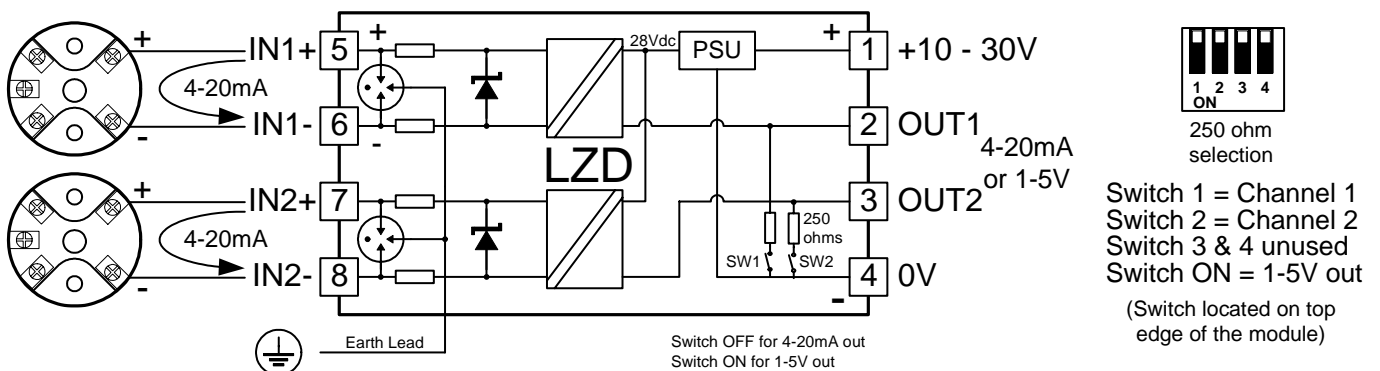 +
IN1+
5
+
28Vdc
PSU
+
1
+10 - 30V
4-20mA
-
IN1-
6
-
2
OUT1
4-20mA
or 1-5V
LZD
+
IN2+
7
3
OUT2
4-20mA
250
ohms
SW1
SW2
-
IN2-
8
-
4
0V
Earth Lead
Switch OFF for 4-20mA out
Switch ON for 1-5V out
1 2 3 4
ON
250 ohm
selection
Switch 1 = Channel 1
Switch 2 = Channel 2
Switch 3 & 4 unused
Switch ON = 1-5V out
(Switch located on top
edge of the module)